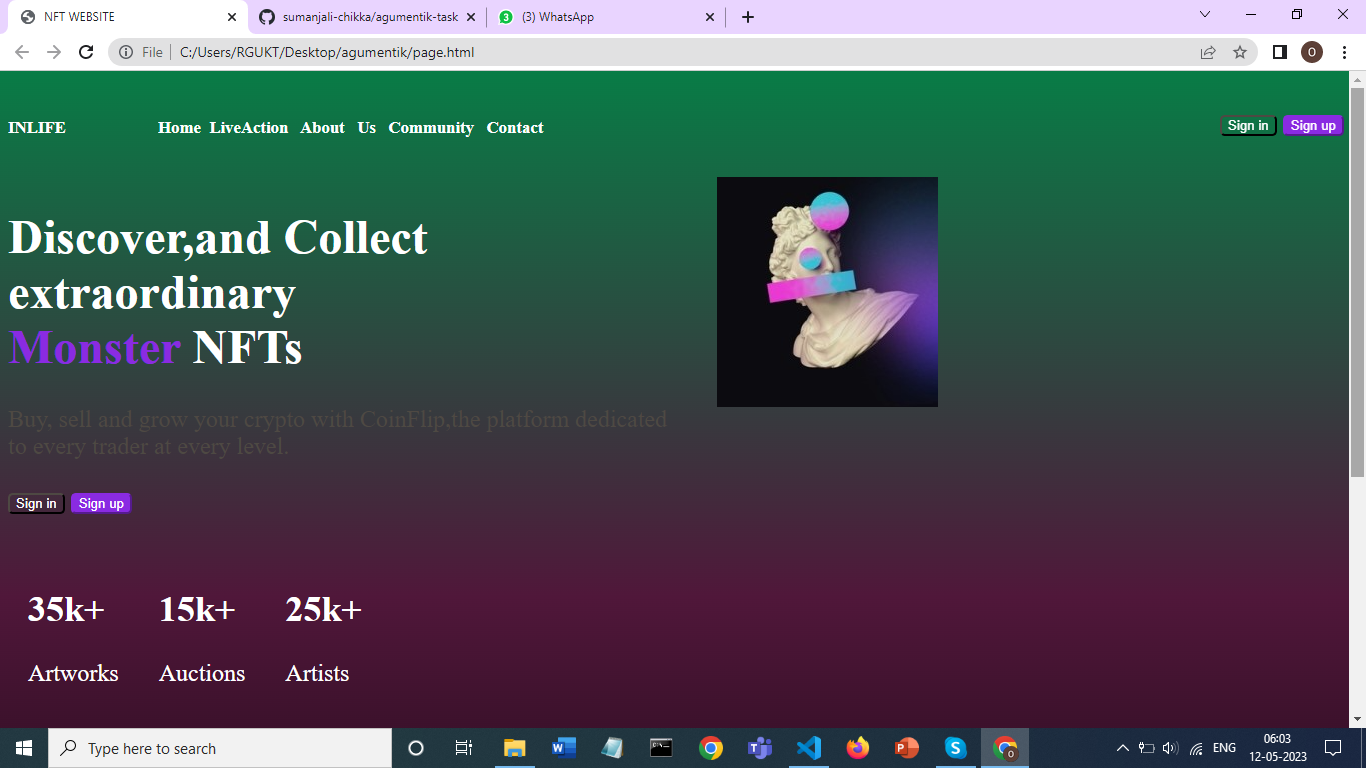 NFT WEBSITE
sumanjali-chikka/agumentik-task
(3) WhatsApp
File
C:/Users/RGUKT/Desktop/agumentik/page.html
O
INLIFE Home LiveAction About Us Community Contact Sign in Sign up
Discover,and Collect
extraordinary
Monster NFTs
Buy, sell and grow your crypto with CoinFlip,the platform dedicated
to every trader at every level.
Sign in Sign up
35k+ 15k+ 25k+
Artworks Auctions Artists
Type here to search
ENG
06:03
12-05-2023